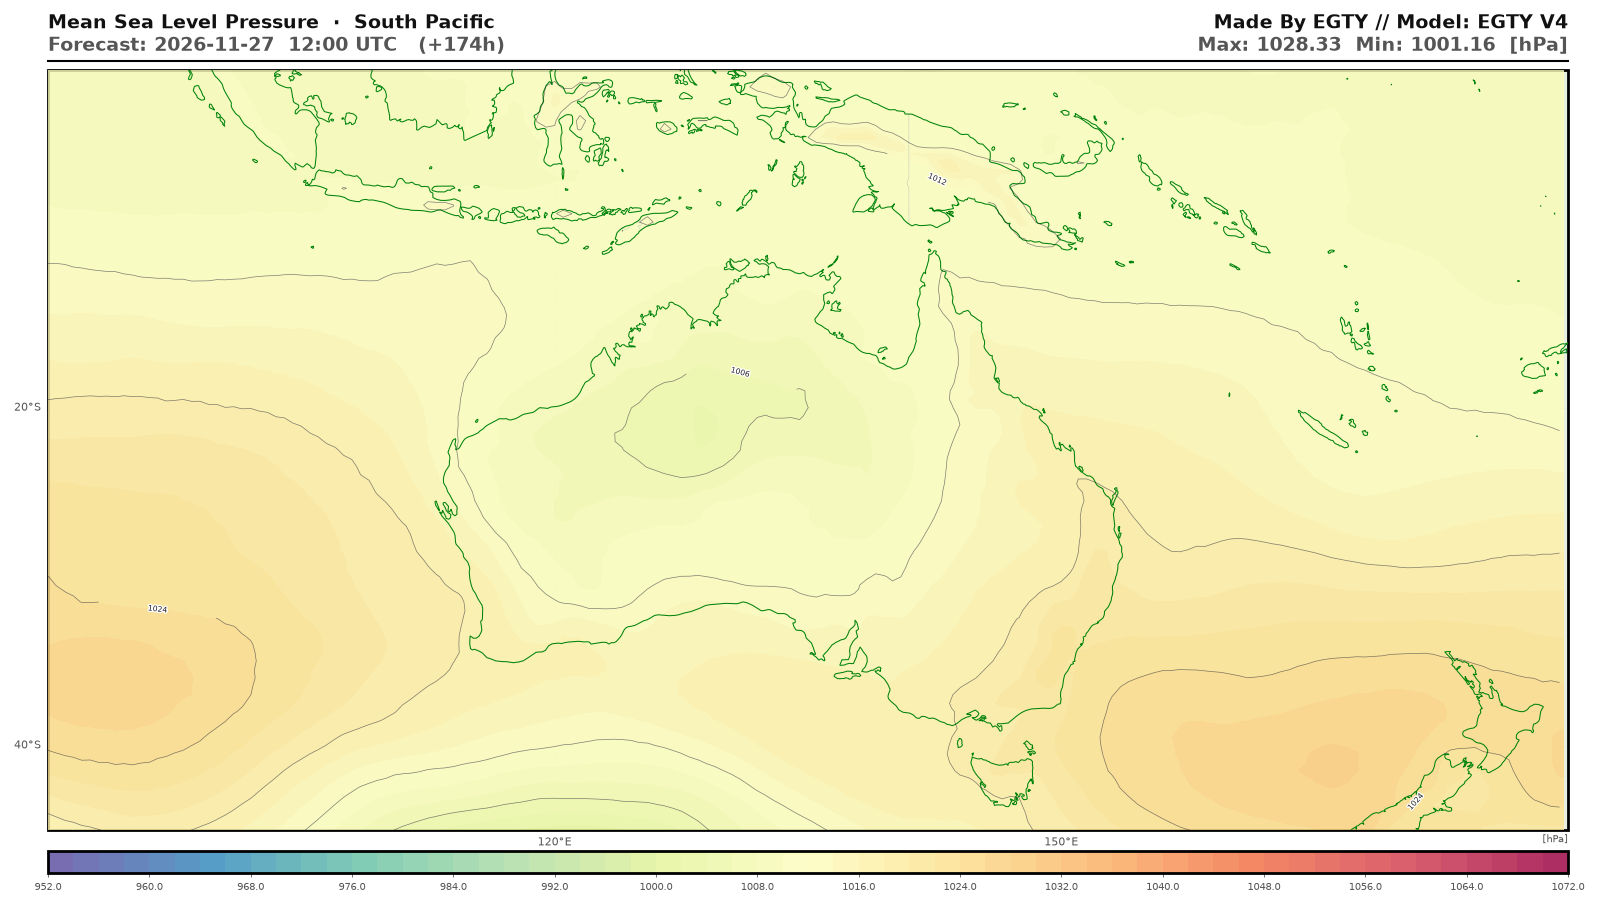 Mean Sea Level Pressure · South Pacific
Made By EGTY // Model: EGTY V4
Forecast: 2026-11-27 12:00 UTC (+174h)
Max: 1028.33 Min: 1001.16 [hPa]
1012
1006
20°S
1024
40°S
1024
120°E
150°E
[hPa]
952.0 960.0 968.0 976.0 984.0 992.0 1000.0 1008.0 1016.0 1024.0 1032.0 1040.0 1048.0 1056.0 1064.0 1072.0